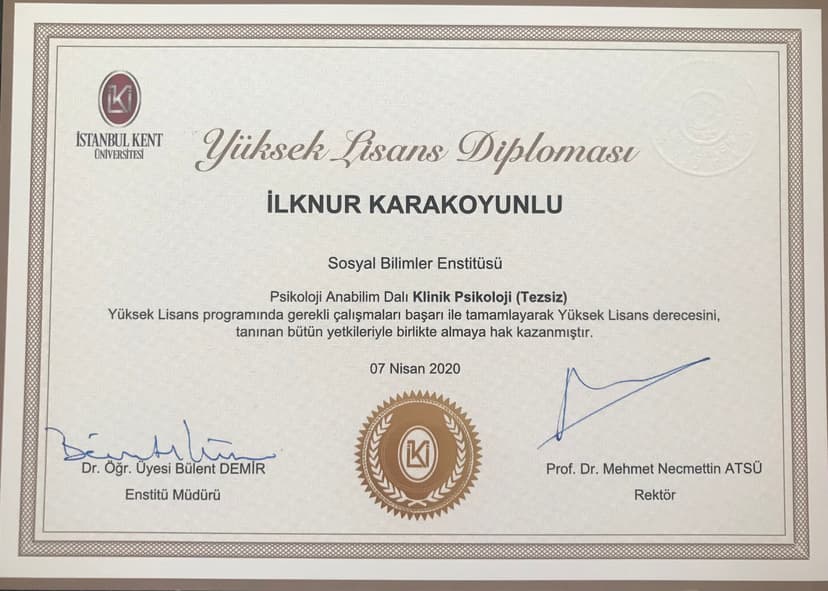 İSTANBUL KENT
ÜNİVERSİTESİ
Yüksek Lisans Diploması
İLKNUR KARAKOYUNLU
Sosyal Bilimler Enstitüsü
Psikoloji Anabilim Dalı Klinik Psikoloji (Tezsiz)
Yüksek Lisans programında gerekli çalışmaları başarı ile tamamlayarak Yüksek Lisans derecesini,
tanınan bütün yetkileriyle birlikte almaya hak kazanmıştır.
07 Nisan 2020
Dr. Öğr. Üyesi Bülent DEMİR
Enstitü Müdürü
Prof. Dr. Mehmet Necmettin ATSÜ
Rektör